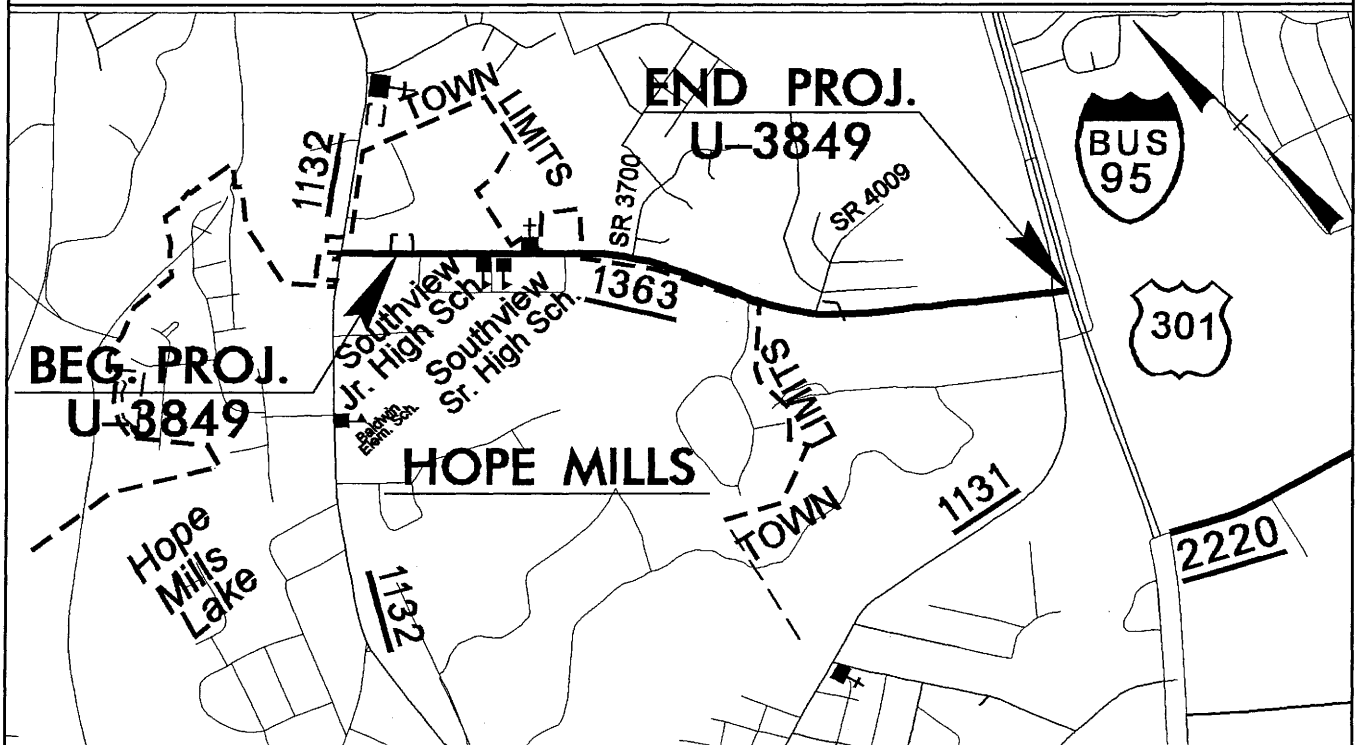 TOWN
LIMITS
END PROJ.
U-3849
BUS
95
1132
SR 3700
SR 4009
1363
301
BEG. PROJ.
U-3849
Southview
Jr. High Sch.
Southview
Sr. High Sch.
Baldwin
Elem. Sch.
HOPE MILLS
LIMITS
TOWN
1131
2220
Hope
Mills
Lake
1132